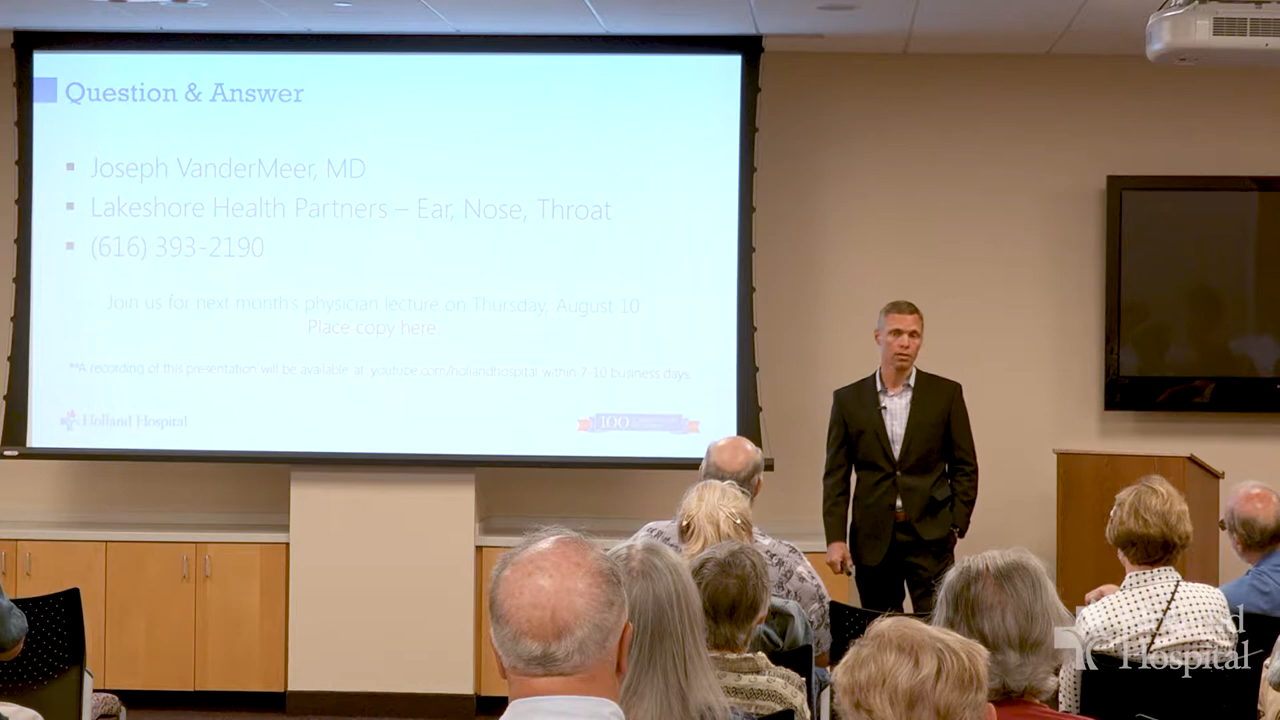 Question & Answer
Joseph VanderMeer, MD
Lakeshore Health Partners – Ear, Nose, Throat
(616) 393-2190
Join us for next month's physician lecture on Thursday, August 10
Place copy here.
**A recording of this presentation will be available at: youtube.com/hollandhospital within 7-10 business days.
Holland Hospital
100
Hospital